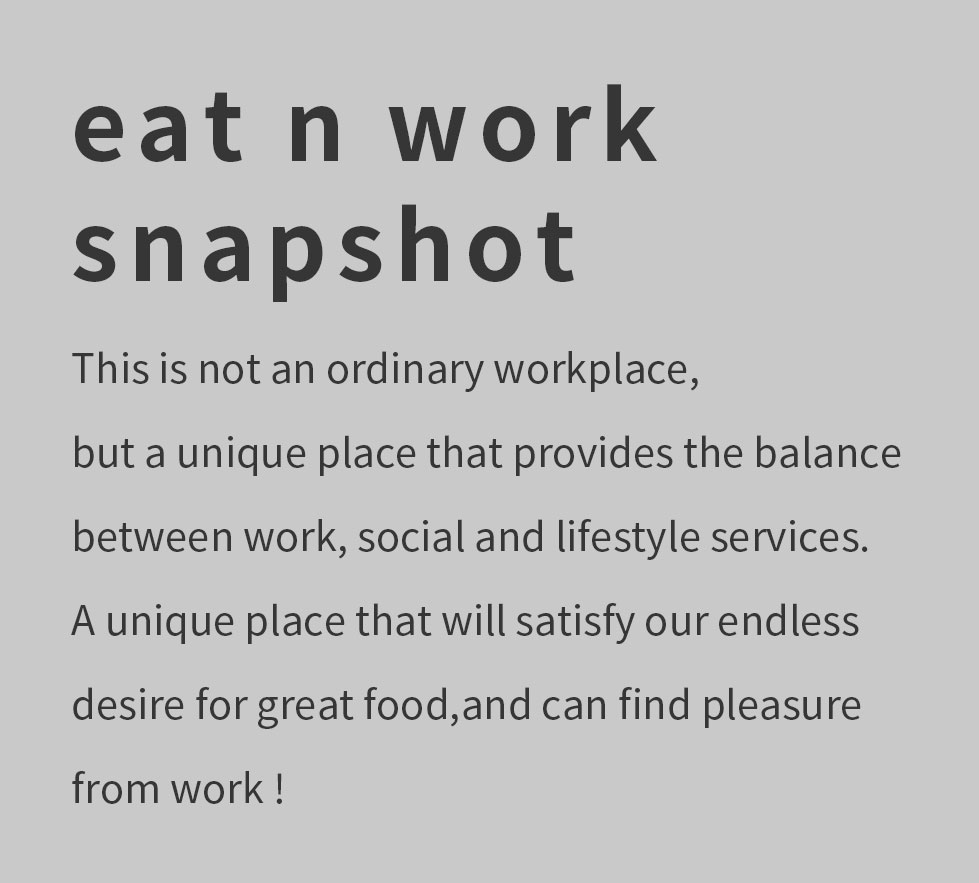 eat n work
snapshot
This is not an ordinary workplace,
but a unique place that provides the balance
between work, social and lifestyle services.
A unique place that will satisfy our endless
desire for great food,and can find pleasure
from work !